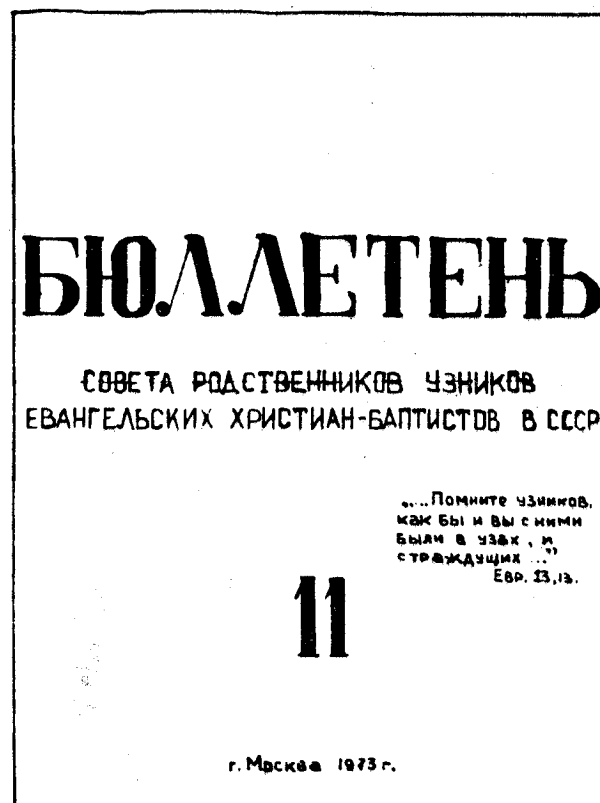 БЮЛЛЕТЕНЬ
СОВЕТА РОДСТВЕННИКОВ УЗНИКОВ
ЕВАНГЕЛЬСКИХ ХРИСТИАН-БАПТИСТОВ В СССР
„...Помните узников,
как бы и вы с ними
были в узах, и
страждущих ..."
Евр. 13,13.
11
г. Москва 1973 г.